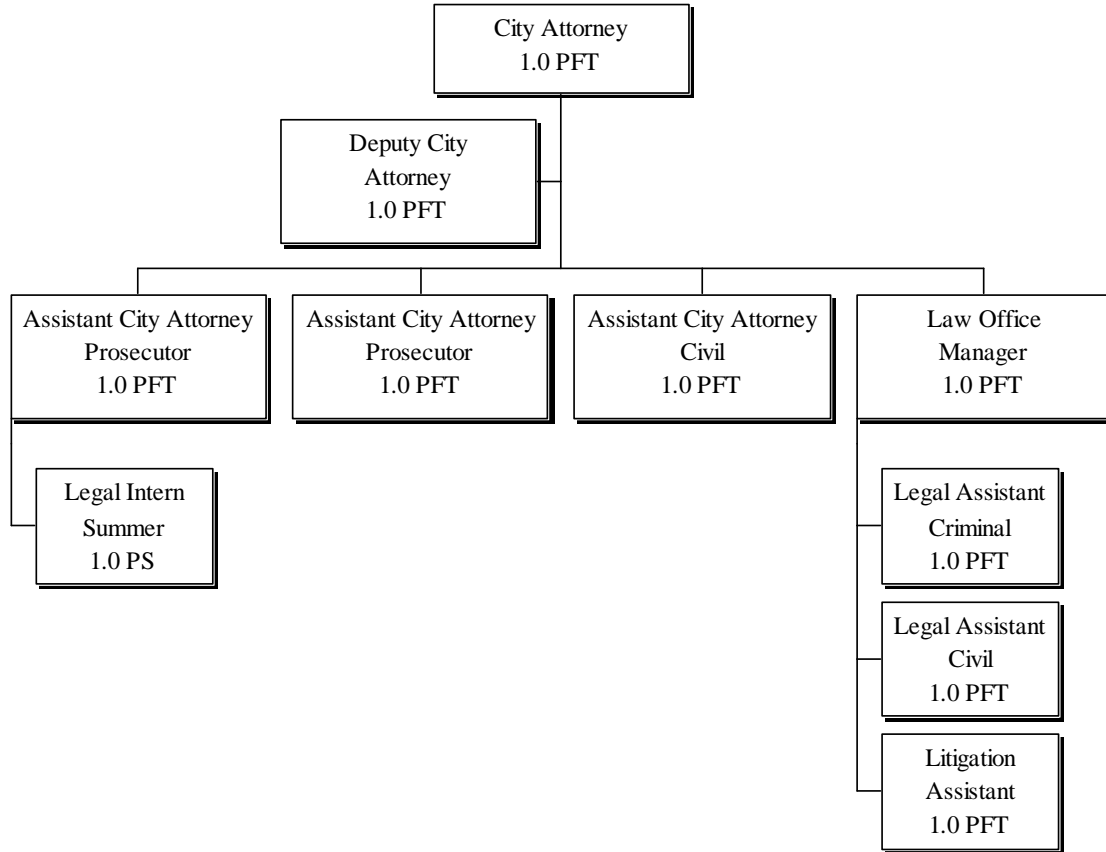 City Attorney
1.0 PFT
Deputy City
Attorney
1.0 PFT
Assistant City Attorney
Prosecutor
1.0 PFT
Assistant City Attorney
Prosecutor
1.0 PFT
Assistant City Attorney
Civil
1.0 PFT
Law Office
Manager
1.0 PFT
Legal Intern
Summer
1.0 PS
Legal Assistant
Criminal
1.0 PFT
Legal Assistant
Civil
1.0 PFT
Litigation
Assistant
1.0 PFT